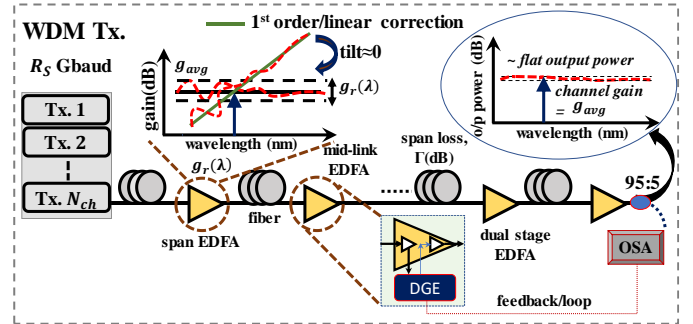 WDM Tx.
R_S Gbaud
Tx. 1
Tx. 2
Tx. N_ch
1st order/linear correction
tilt≈0
g_avg
g_r(λ)
gain(dB)
wavelength (nm)
g_r(λ)
span EDFA
fiber
mid-link
EDFA
......
span loss,
Γ(dB)
dual stage
EDFA
DGE
feedback/loop
95:5
OSA
o/p power (dB)
~ flat output power
channel gain
= g_avg
wavelength (nm)